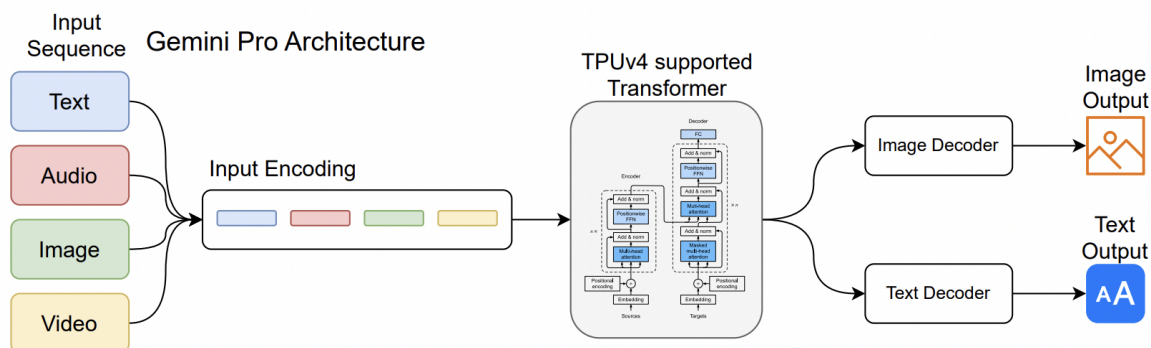 Input
Sequence
Gemini Pro Architecture
Text
Audio
Image
Video
Input Encoding
TPUv4 supported
Transformer
Encoder
Add & norm
Positionwise
FFN
Add & norm
Multi-head
attention
n ×
Positional
encoding
+
Embedding
Sources
Decoder
FC
Add & norm
Positionwise
FFN
Add & norm
Multi-head
attention
Add & norm
Masked
multi-head
attention
× n
+
Positional
encoding
Embedding
Targets
Image Decoder
Text Decoder
Image
Output
Text
Output
AA